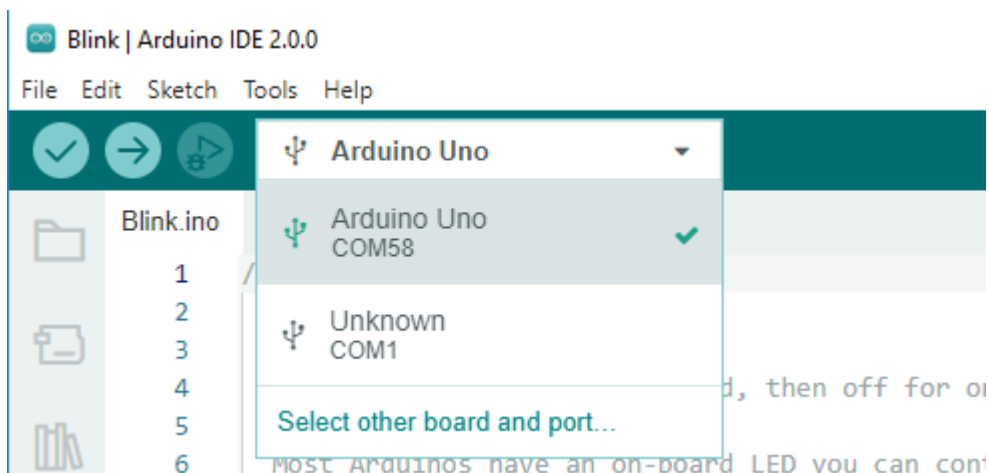 Blink | Arduino IDE 2.0.0
File Edit Sketch Tools Help
Arduino Uno
Blink.ino
Arduino Uno
COM58
1 /
2
Unknown
3
COM1
4 d, then off for
5
Select other board and port...
6 Most Arduinos have an on-board LED you can